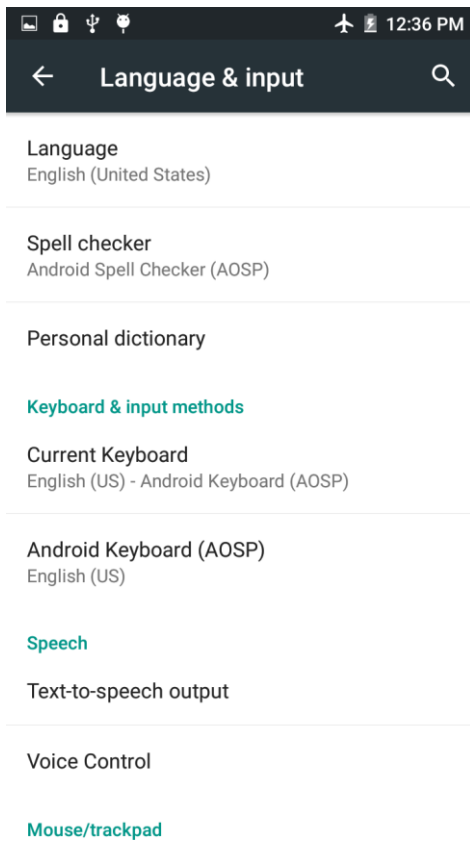 12:36 PM
Language & input
Language
English (United States)
Spell checker
Android Spell Checker (AOSP)
Personal dictionary
Keyboard & input methods
Current Keyboard
English (US) - Android Keyboard (AOSP)
Android Keyboard (AOSP)
English (US)
Speech
Text-to-speech output
Voice Control
Mouse/trackpad